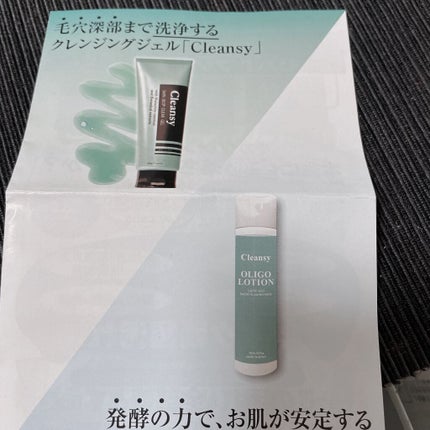 毛穴深部まで洗浄する
クレンジングジェル「Cleansy」
Cleansy
Cleansy
OLIGO
LOTION
発酵の力で、お肌が安定する